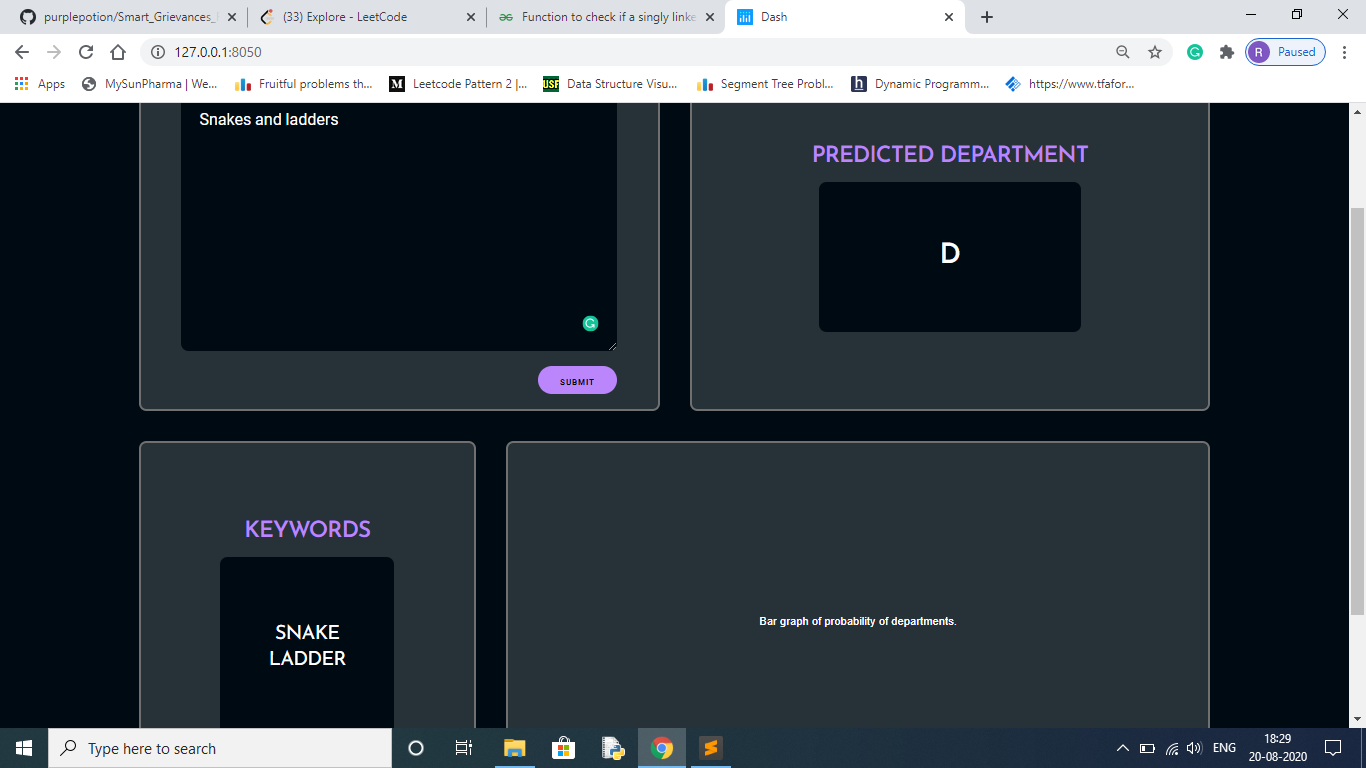 purplepotion/Smart_Grievances_
(33) Explore - LeetCode
Function to check if a singly linke
Dash
127.0.0.1:8050
R Paused
Apps
MySunPharma | We...
Fruitful problems th...
M Leetcode Pattern 2 |...
USF Data Structure Visu...
Segment Tree Probl...
h Dynamic Programm...
https://www.tfafor...
Snakes and ladders
SUBMIT
PREDICTED DEPARTMENT
D
KEYWORDS
SNAKE
LADDER
Bar graph of probability of departments.
Type here to search
ENG
18:29
20-08-2020